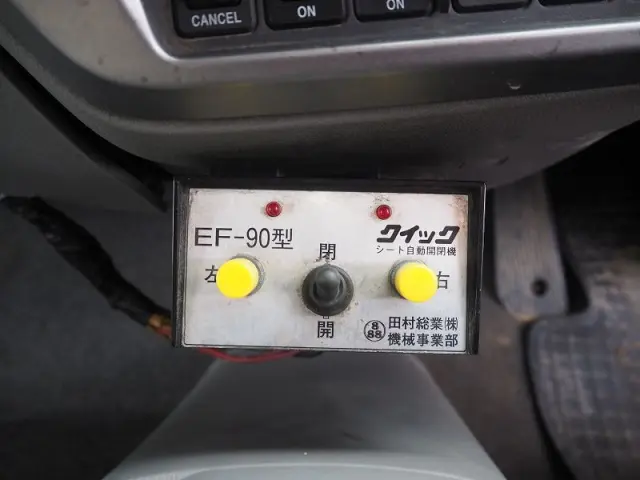 CANCEL
ON
ON
EF-90型
クイック
シート自動開閉機
閉
左
右
開
888
田村総業(株)
機械事業部